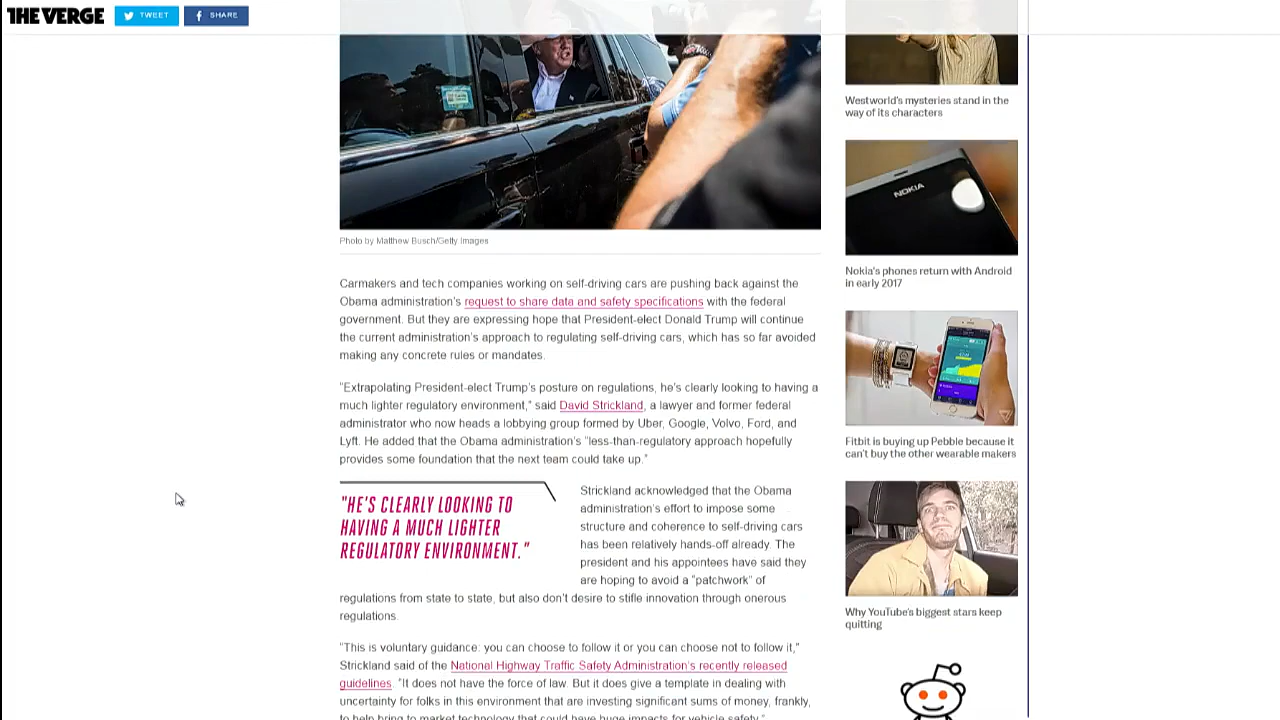 THE VERGE
TWEET
SHARE
Photo by Matthew Busch/Getty Images
Carmakers and tech companies working on self-driving cars are pushing back against the
Obama administration's request to share data and safety specifications with the federal
government. But they are expressing hope that President-elect Donald Trump will continue
the current administration's approach to regulating self-driving cars, which has so far avoided
making any concrete rules or mandates.
"Extrapolating President-elect Trump's posture on regulations, he's clearly looking to having a
much lighter regulatory environment," said David Strickland, a lawyer and former federal
administrator who now heads a lobbying group formed by Uber, Google, Volvo, Ford, and
Lyft. He added that the Obama administration's "less-than-regulatory approach hopefully
provides some foundation that the next team could take up."
"HE'S CLEARLY LOOKING TO
HAVING A MUCH LIGHTER
REGULATORY ENVIRONMENT."
Strickland acknowledged that the Obama
administration's effort to impose some
structure and coherence to self-driving cars
has been relatively hands-off already. The
president and his appointees have said they
are hoping to avoid a "patchwork" of
regulations from state to state, but also don't desire to stifle innovation through onerous
regulations.
"This is voluntary guidance: you can choose to follow it or you can choose not to follow it,"
Strickland said of the National Highway Traffic Safety Administration's recently released
guidelines. "It does not have the force of law. But it does give a template in dealing with
uncertainty for folks in this environment that are investing significant sums of money, frankly,
to help bring to market technology that could have huge impacts for vehicle safety."
Westworld's mysteries stand in the
way of its characters
NOKIA
Nokia's phones return with Android
in early 2017
Fitbit is buying up Pebble because it
can't buy the other wearable makers
Why YouTube's biggest stars keep
quitting